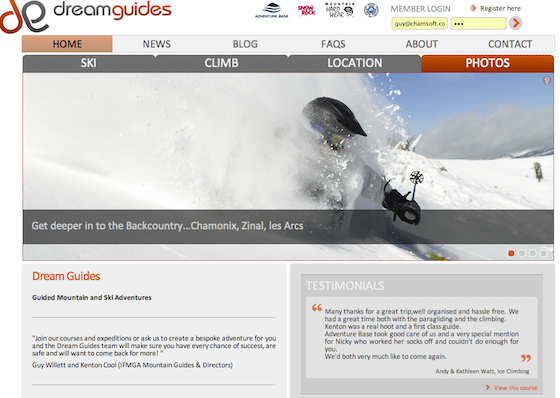 dreamguides
ADVENTURE BASE
SNOW ROCK
MOUNTAIN HARD WEAR
MEMBER LOGIN
Register here
guy@chamsoft.cc
HOME
NEWS
BLOG
FAQS
ABOUT
CONTACT
SKI
CLIMB
LOCATION
PHOTOS
Get deeper in to the Backcountry...Chamonix, Zinal, les Arcs
Dream Guides
Guided Mountain and Ski Adventures
"Join our courses and expeditions or ask us to create a bespoke adventure for you
and the Dream Guides team will make sure you have every chance of success, are
safe and will want to come back for more! "
Guy Willett and Kenton Cool (IFMGA Mountain Guides & Directors)
TESTIMONIALS
“ Many thanks for a great trip,well organised and hassle free. We
had a great time both with the paragliding and the climbing.
Kenton was a real hoot and a first class guide.
Adventure Base took good care of us and a very special mention
for Nicky who worked her socks off and couldn't do enough for
you.
We'd both very much like to come again. ”
Andy & Kathleen Watt, Ice Climbing
View this course